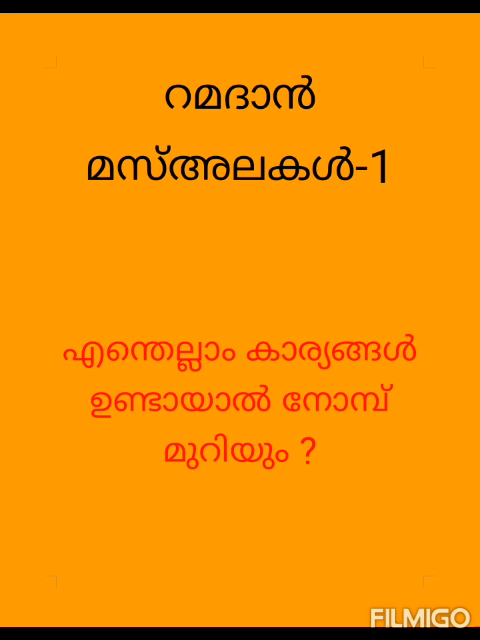 റമദാൻ
മസ്അലകൾ-1
എന്തെല്ലാം കാര്യങ്ങൾ
ഉണ്ടായാൽ നോമ്പ്
മുറിയും ?
FILMIGO